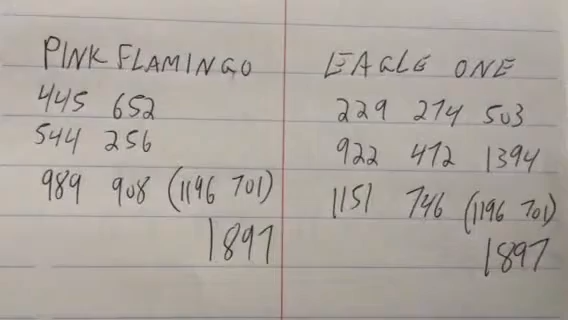 PINK FLAMINGO
445 652
544 256
989 908 (1196 701)
1897
EAGLE ONE
229 274 503
922 472 1394
1151 746 (1196 701)
1897